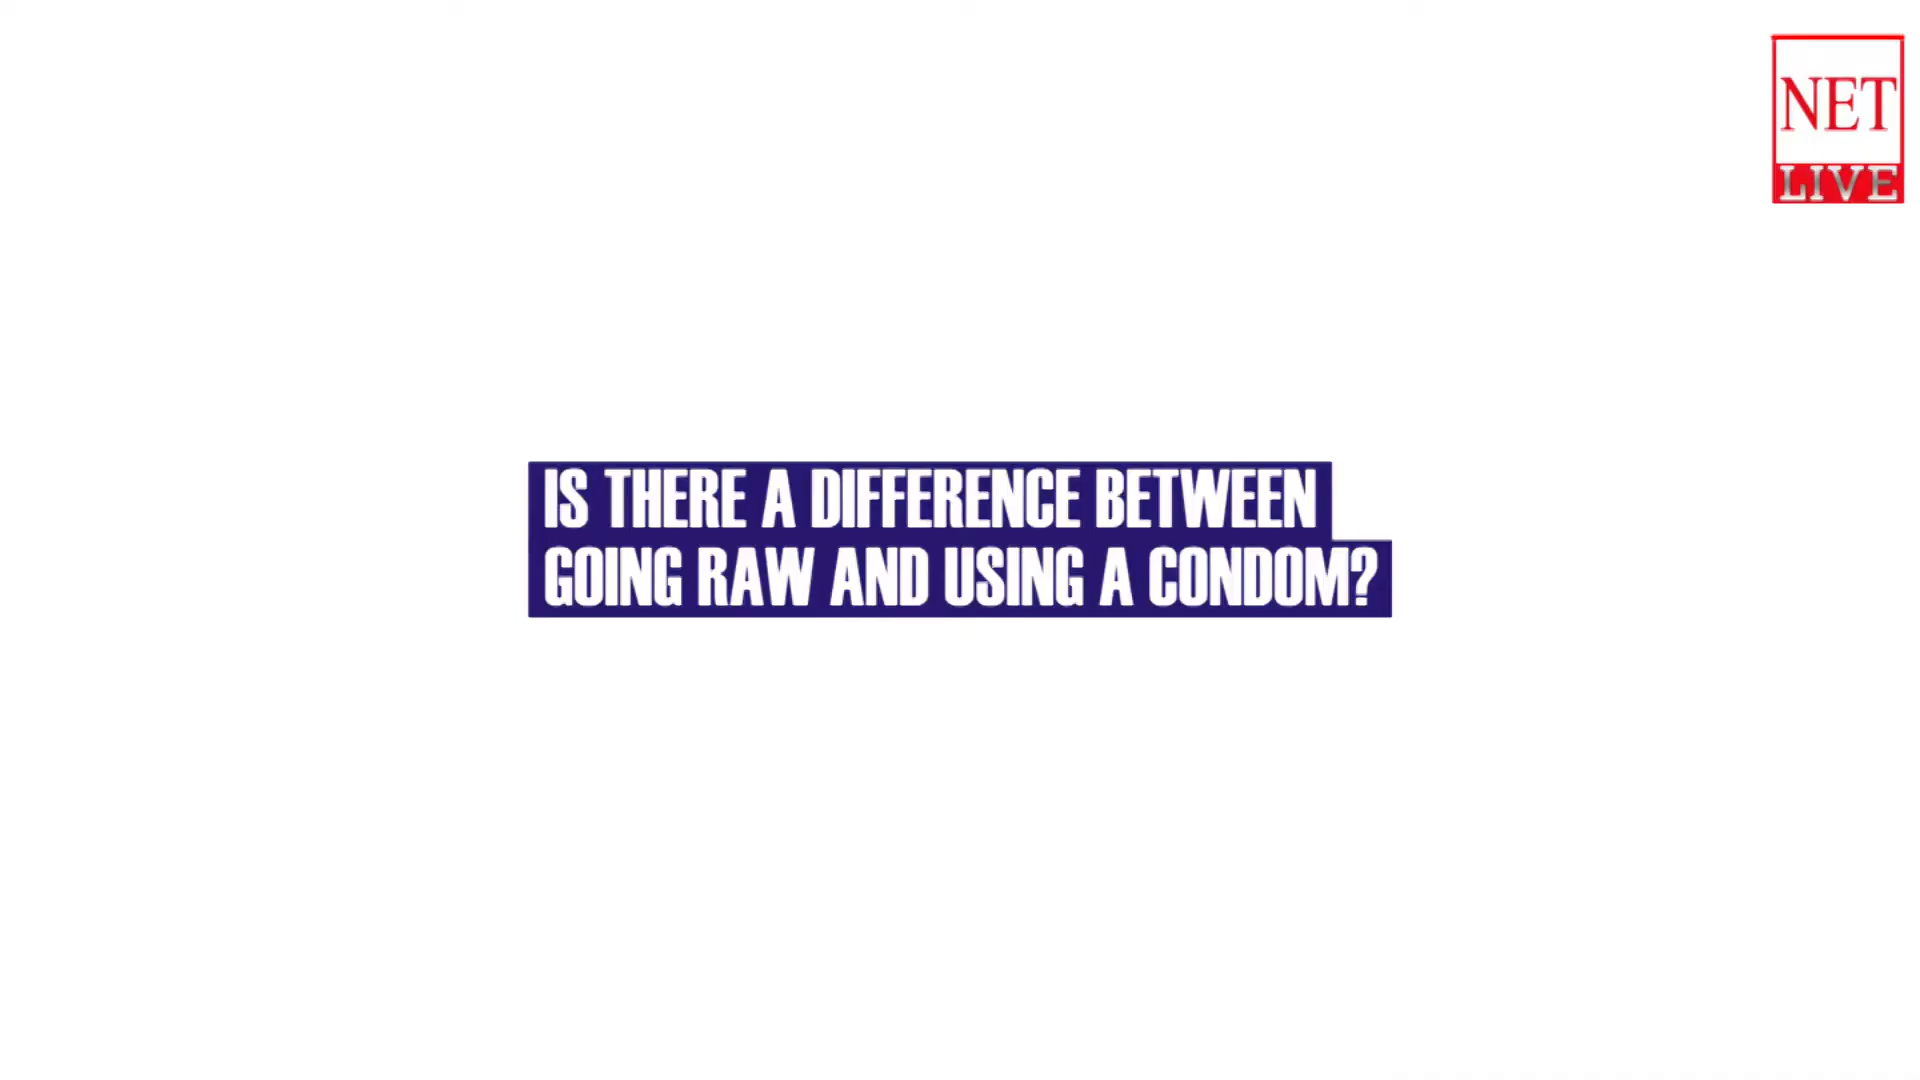 NET
LIVE
IS THERE A DIFFERENCE BETWEEN
GOING RAW AND USING A CONDOM?